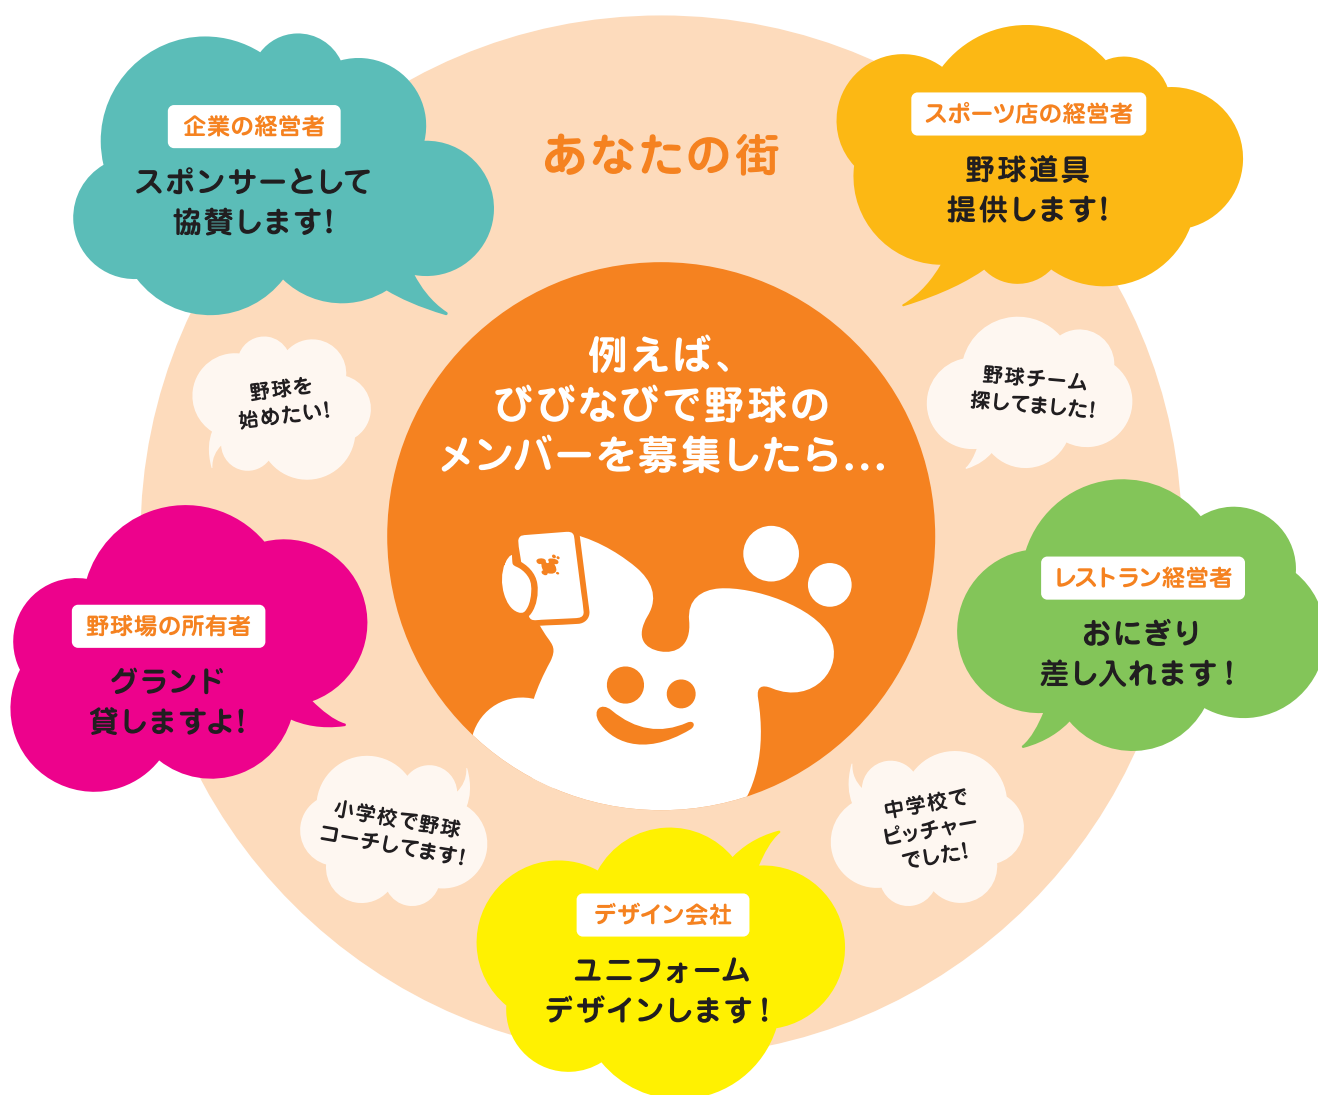 あなたの街
企業の経営者
スポンサーとして
協賛します!
スポーツ店の経営者
野球道具
提供します!
例えば、
びびなびで野球の
メンバーを募集したら...
野球を
始めたい!
野球チーム
探してました!
野球場の所有者
グランド
貸しますよ!
レストラン経営者
おにぎり
差し入れます!
小学校で野球
コーチしてます!
中学校で
ピッチャー
でした!
デザイン会社
ユニフォーム
デザインします!